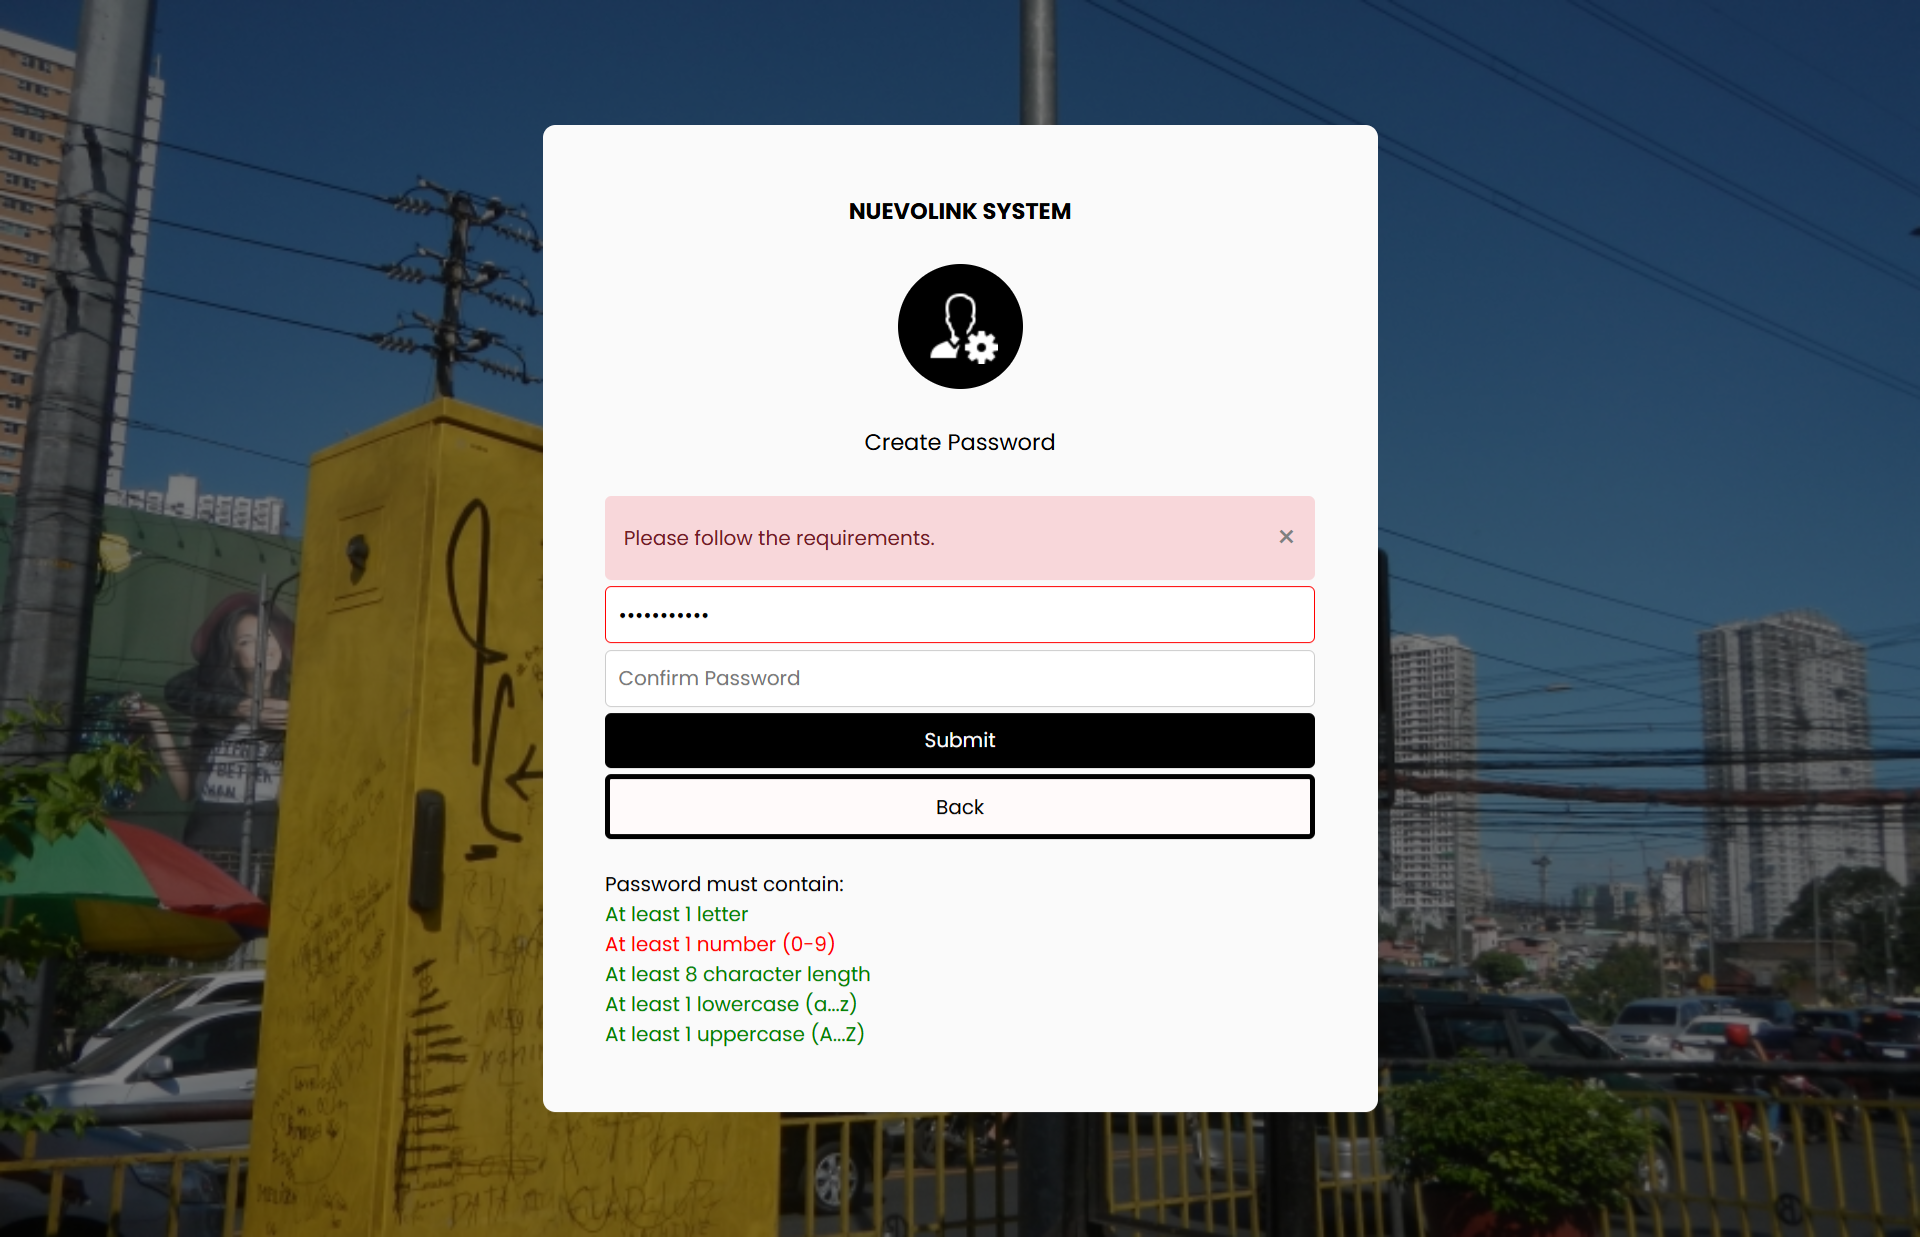 NUEVOLINK SYSTEM
Create Password
Please follow the requirements.
×
•••••••••••
Confirm Password
Submit
Back
Password must contain:
At least 1 letter
At least 1 number (0-9)
At least 8 character length
At least 1 lowercase (a...z)
At least 1 uppercase (A...Z)